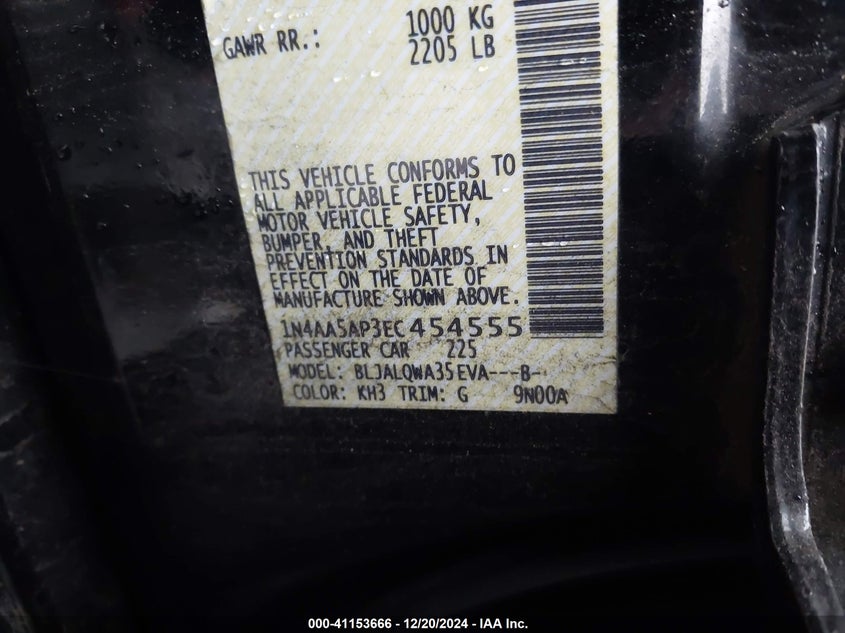 GAWR RR.: 1000 KG
2205 LB
THIS VEHICLE CONFORMS TO
ALL APPLICABLE FEDERAL
MOTOR VEHICLE SAFETY,
BUMPER, AND THEFT
PREVENTION STANDARDS IN
EFFECT ON THE DATE OF
MANUFACTURE SHOWN ABOVE.
1N4AA5AP3EC454555
PASSENGER CAR 225
MODEL: BLJALQWA35EVA---B-
COLOR: KH3 TRIM: G 9N00A
000-41153666 - 12/20/2024 - IAA Inc.